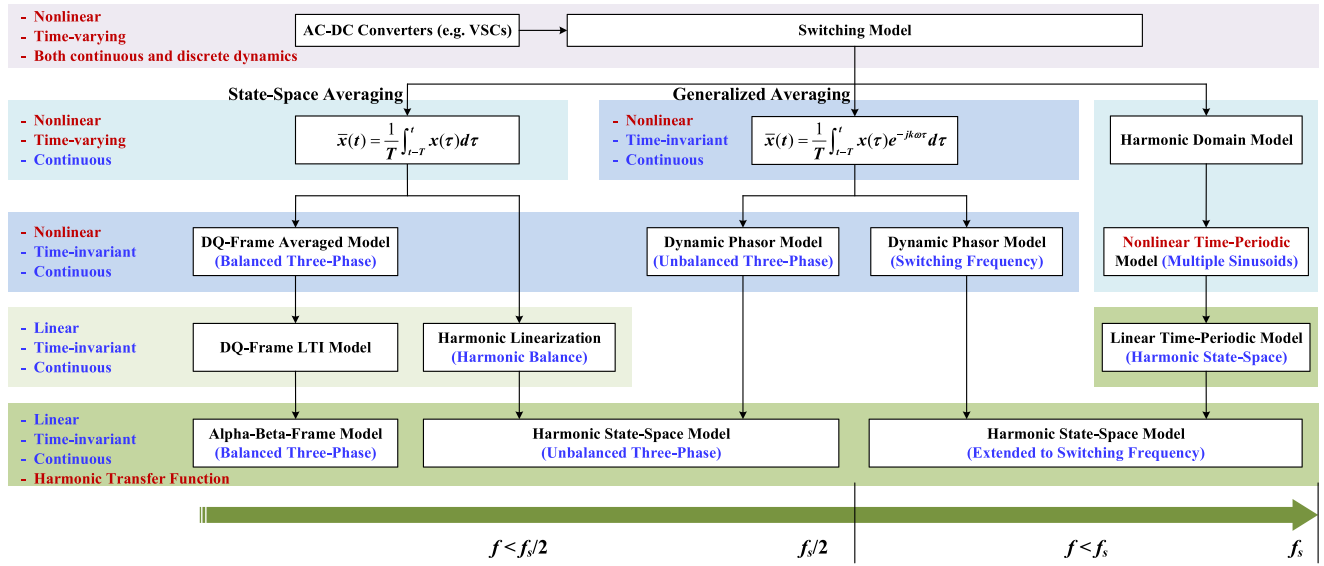 - Nonlinear
- Time-varying
- Both continuous and discrete dynamics
AC-DC Converters (e.g. VSCs)
Switching Model
State-Space Averaging
Generalized Averaging
- Nonlinear
- Time-varying
- Continuous
x̅(t) = 1/T ∫_{t-T}^{t} x(τ)dτ
- Nonlinear
- Time-invariant
- Continuous
x̅(t) = 1/T ∫_{t-T}^{t} x(τ)e^{-jkωτ}dτ
Harmonic Domain Model
- Nonlinear
- Time-invariant
- Continuous
DQ-Frame Averaged Model
(Balanced Three-Phase)
Dynamic Phasor Model
(Unbalanced Three-Phase)
Dynamic Phasor Model
(Switching Frequency)
Nonlinear Time-Periodic
Model (Multiple Sinusoids)
- Linear
- Time-invariant
- Continuous
DQ-Frame LTI Model
Harmonic Linearization
(Harmonic Balance)
Linear Time-Periodic Model
(Harmonic State-Space)
- Linear
- Time-invariant
- Continuous
- Harmonic Transfer Function
Alpha-Beta-Frame Model
(Balanced Three-Phase)
Harmonic State-Space Model
(Unbalanced Three-Phase)
Harmonic State-Space Model
(Extended to Switching Frequency)
f < f_s/2
f_s/2
f < f_s
f_s